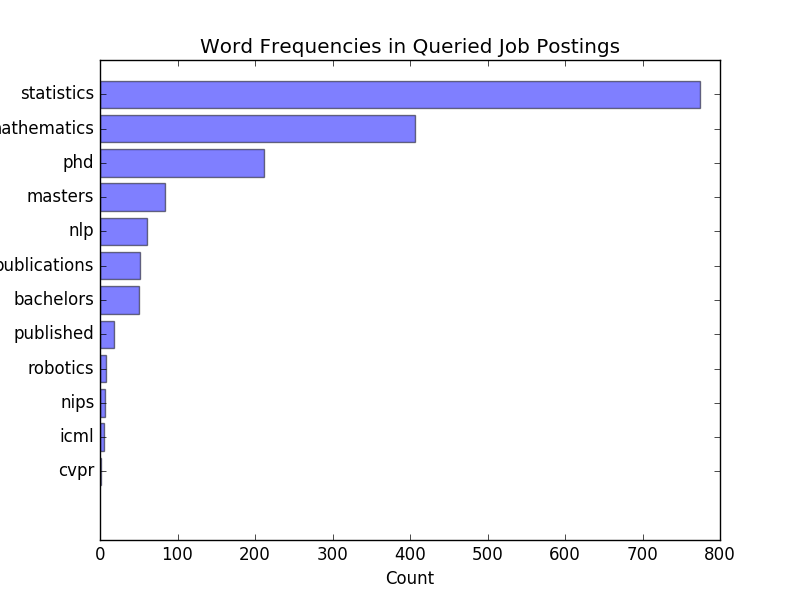 Word Frequencies in Queried Job Postings
statistics
athematics
phd
masters
nlp
publications
bachelors
published
robotics
nips
icml
cvpr
0 100 200 300 400 500 600 700 800
Count